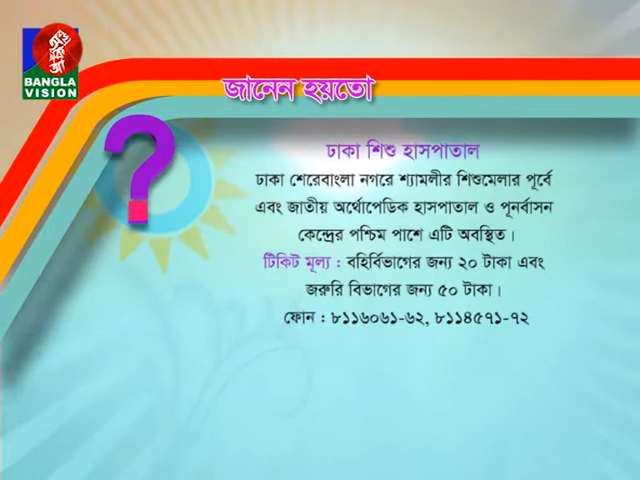 BANGLA
VISION
জানেন হয়তো
ঢাকা শিশু হাসপাতাল
ঢাকা শেরেবাংলা নগরে শ্যামলীর শিশুমেলার পূর্বে
এবং জাতীয় অর্থোপেডিক হাসপাতাল ও পূনর্বাসন
কেন্দ্রের পশ্চিম পাশে এটি অবস্থিত।
টিকিট মূল্য : বহির্বিভাগের জন্য ২০ টাকা এবং
জরুরি বিভাগের জন্য ৫০ টাকা।
ফোন : ৮১১৬০৬১-৬২, ৮১১৪৫৭১-৭২